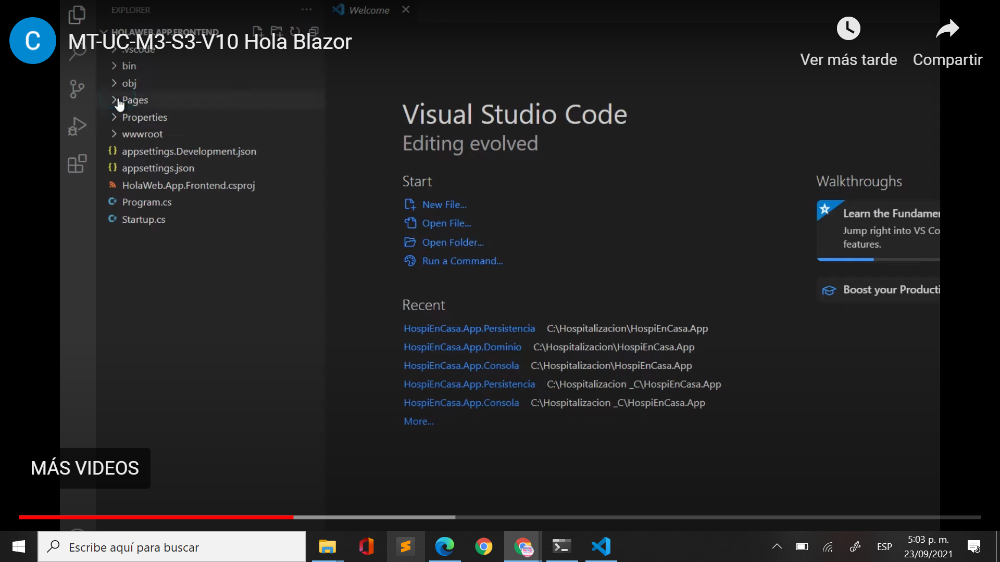 EXPLORER
Welcome
HOLAWEB.APP.FRONTEND
C
MT-UC-M3-S3-V10 Hola Blazor
Ver más tarde
Compartir
.vscode
bin
obj
Pages
Properties
wwwroot
{} appsettings.Development.json
{} appsettings.json
HolaWeb.App.Frontend.csproj
C# Program.cs
C# Startup.cs
Visual Studio Code
Editing evolved
Start
New File...
Open File...
Open Folder...
Run a Command...
Recent
HospiEnCasa.App.Persistencia C:\Hospitalizacion\HospiEnCasa.App
HospiEnCasa.App.Dominio C:\Hospitalizacion\HospiEnCasa.App
HospiEnCasa.App.Consola C:\Hospitalizacion\HospiEnCasa.App
HospiEnCasa.App.Persistencia C:\Hospitalizacion _C\HospiEnCasa.App
HospiEnCasa.App.Consola C:\Hospitalizacion _C\HospiEnCasa.App
More...
Walkthroughs
Learn the Fundamen
Jump right into VS Co
features.
Boost your Producti
MÁS VIDEOS
Escribe aquí para buscar
ESP
5:03 p. m.
23/09/2021